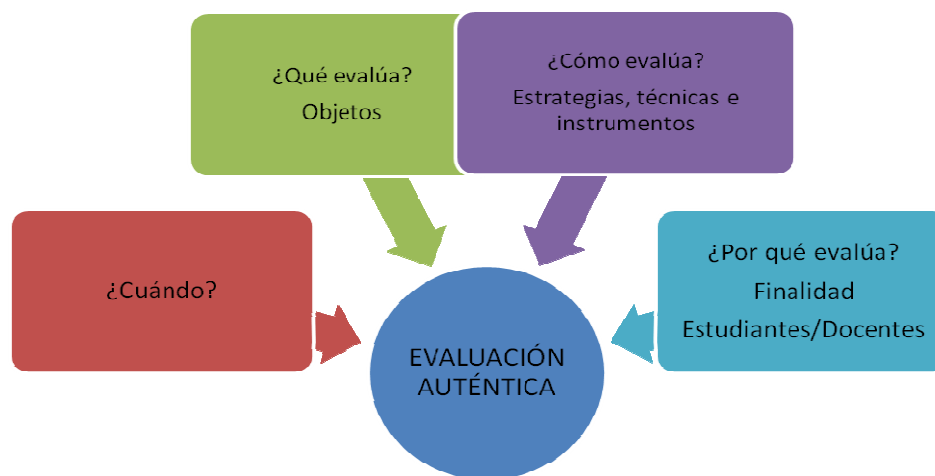 ¿Qué evalúa?
Objetos
¿Cómo evalúa?
Estrategias, técnicas e
instrumentos
¿Cuándo?
¿Por qué evalúa?
Finalidad
Estudiantes/Docentes
EVALUACIÓN
AUTÉNTICA